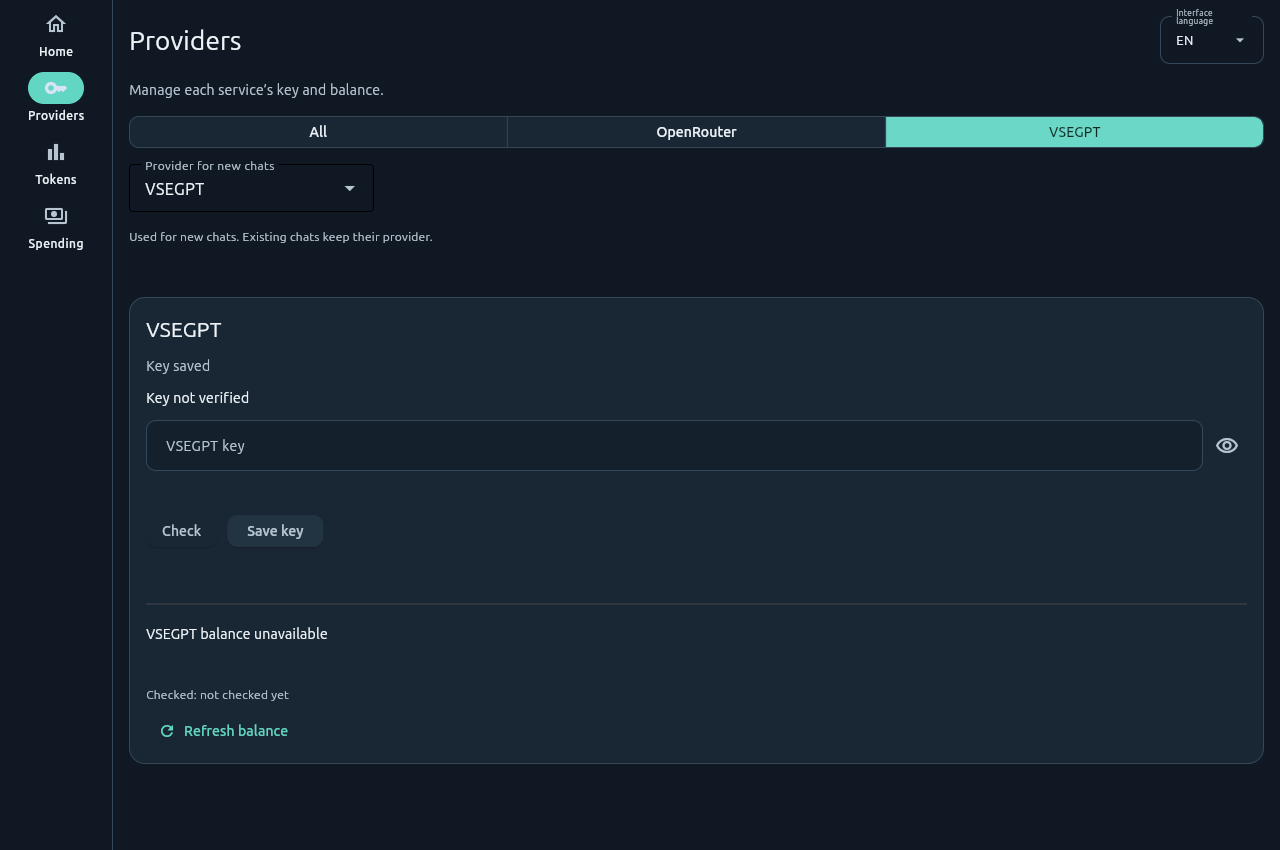 Home
Providers
Tokens
Spending
Providers
Interface
language
EN
Manage each service's key and balance.
All
OpenRouter
VSEGPT
Provider for new chats
VSEGPT
Used for new chats. Existing chats keep their provider.
VSEGPT
Key saved
Key not verified
VSEGPT key
Check
Save key
VSEGPT balance unavailable
Checked: not checked yet
Refresh balance